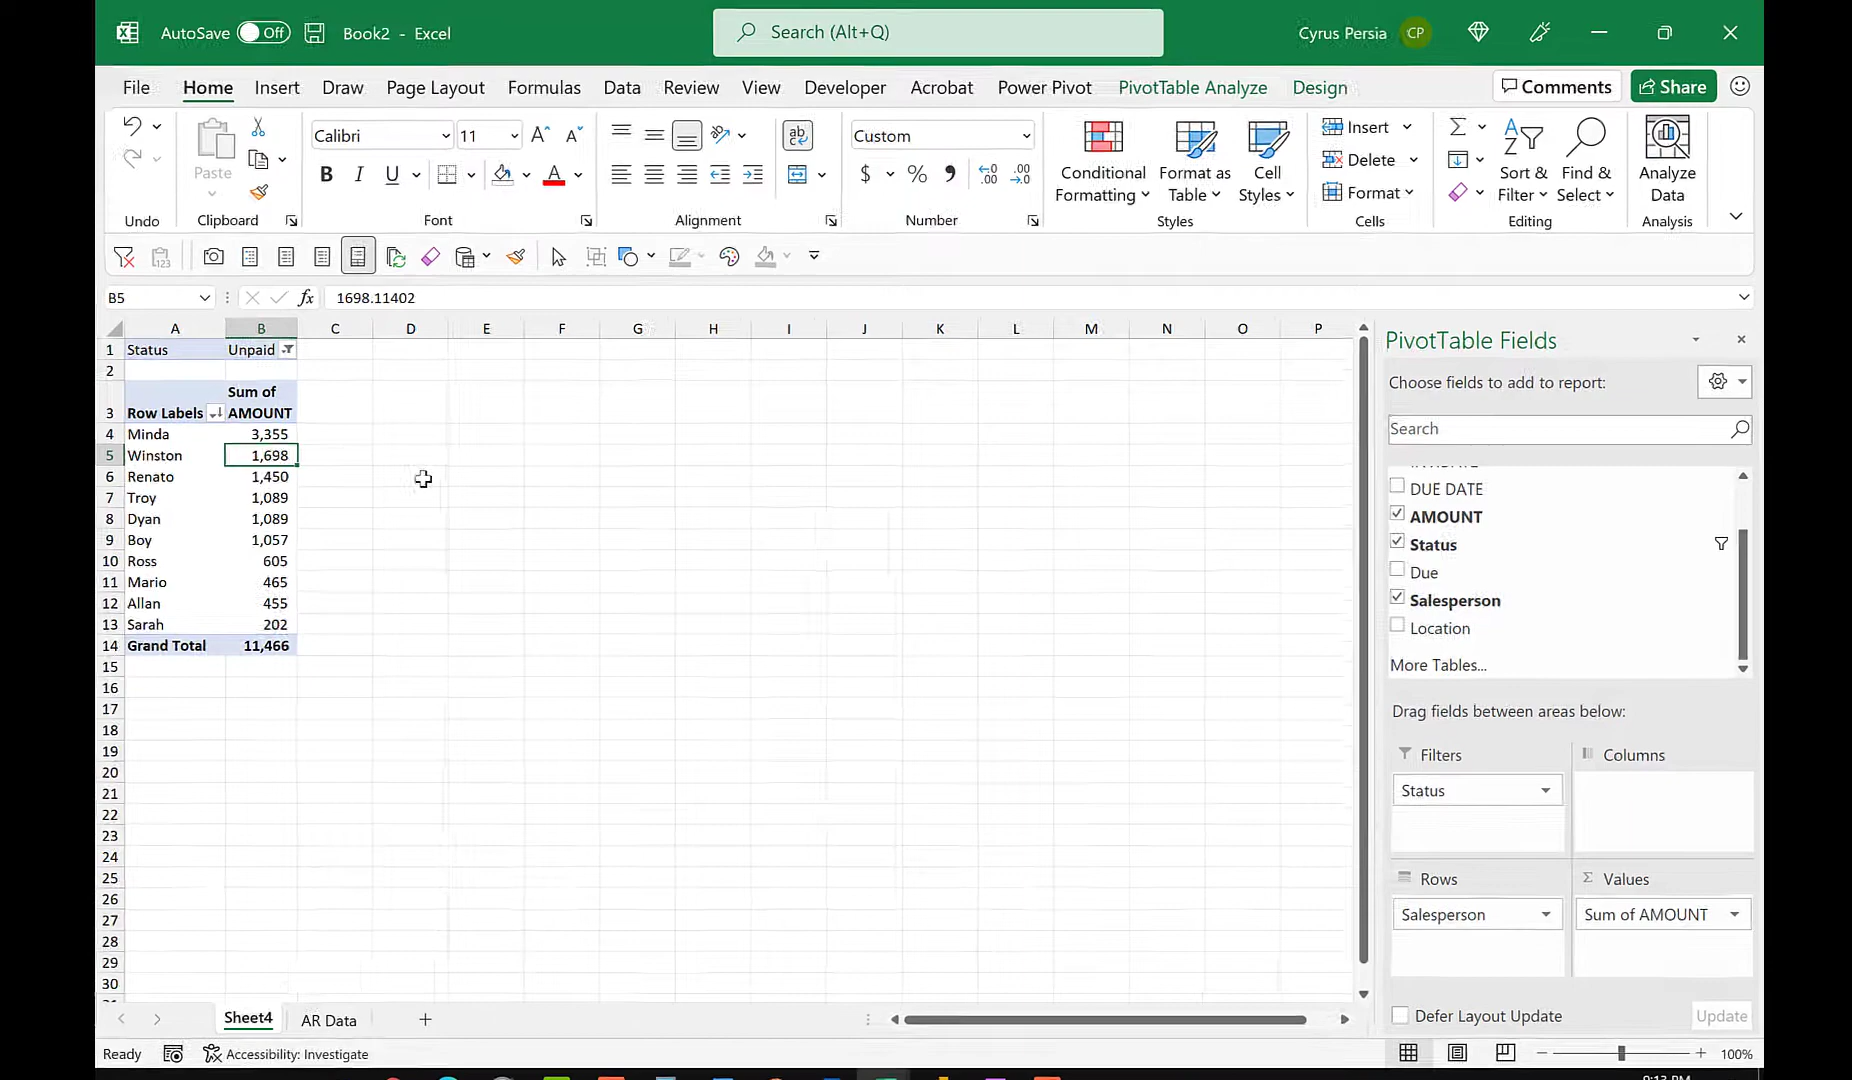 AutoSave Off Book2 - Excel Search (Alt+Q) Cyrus Persia CP
File Home Insert Draw Page Layout Formulas Data Review View Developer Acrobat Power Pivot PivotTable Analyze Design Comments Share
Calibri 11 Custom Insert
Paste B I U $ % Conditional Format as Cell Delete Sort & Find & Analyze
Formatting Table Styles Format Filter Select Data
Undo Clipboard Font Alignment Number Styles Cells Editing Analysis
B5 fx 1698.11402
A B C D E F G H I J K L M N O P
1 Status Unpaid
2
Sum of
3 Row Labels AMOUNT
4 Minda 3,355
5 Winston 1,698
6 Renato 1,450
7 Troy 1,089
8 Dyan 1,089
9 Boy 1,057
10 Ross 605
11 Mario 465
12 Allan 455
13 Sarah 202
14 Grand Total 11,466
15
16
17
18
19
20
21
22
23
24
25
26
27
28
29
30
PivotTable Fields
Choose fields to add to report:
Search
DUE DATE
AMOUNT
Status
Due
Salesperson
Location
More Tables...
Drag fields between areas below:
Filters Columns
Status
Rows Values
Salesperson Sum of AMOUNT
Defer Layout Update Update
Sheet4 AR Data
Ready Accessibility: Investigate 100%